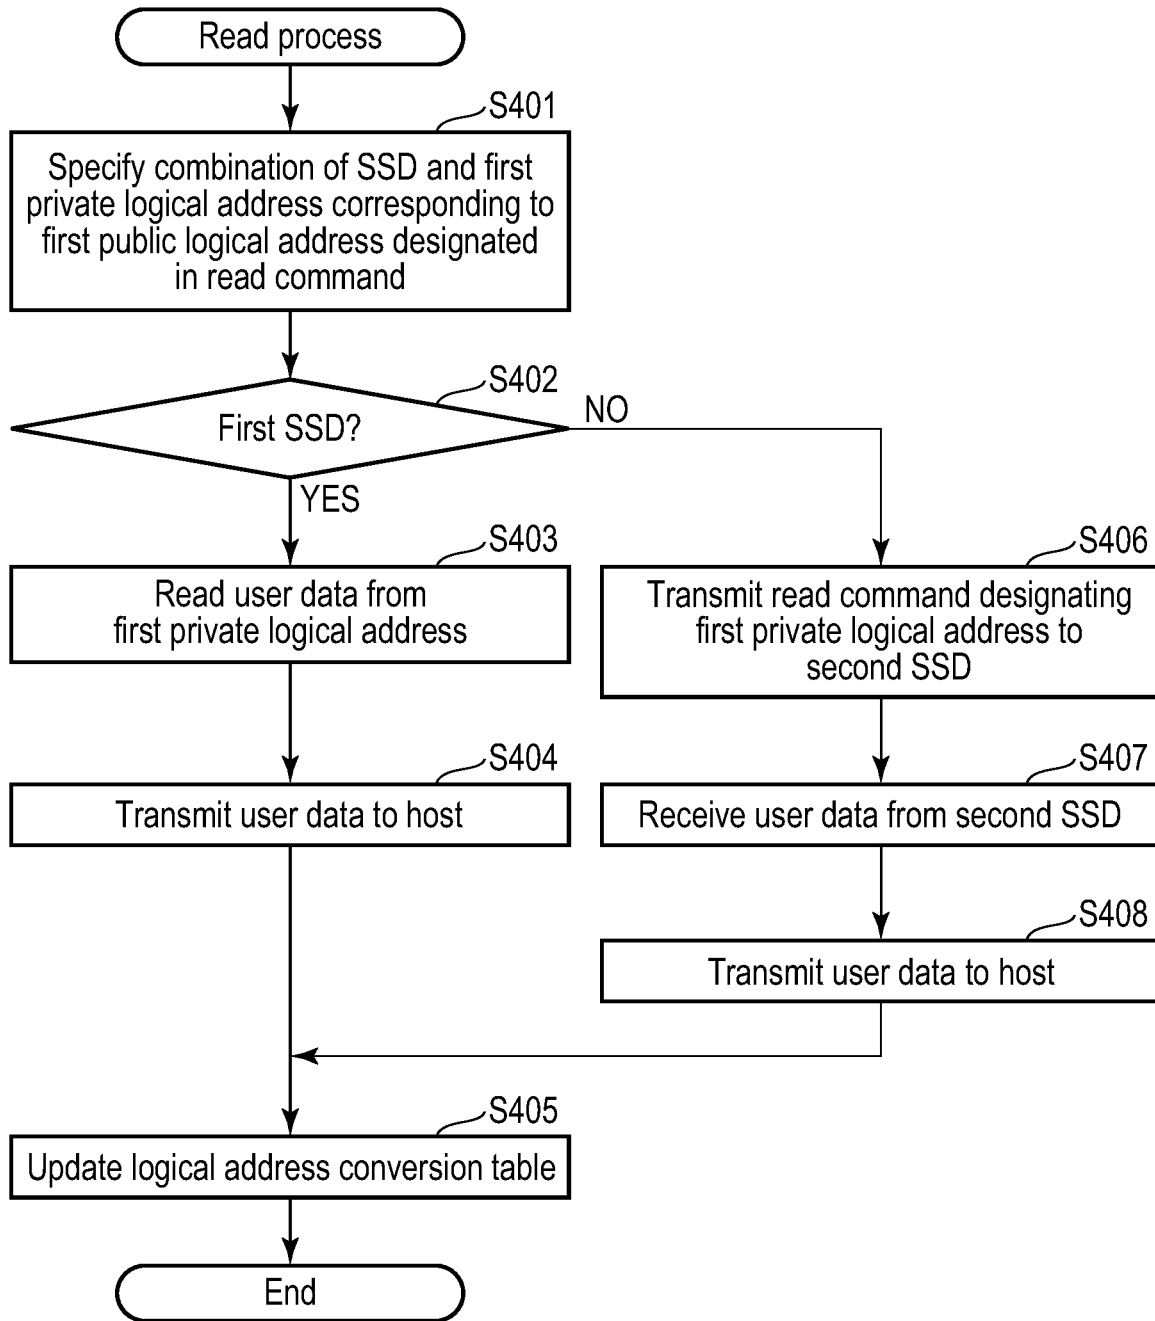 Read process
S401
Specify combination of SSD and first
private logical address corresponding to
first public logical address designated
in read command
S402
First SSD?
NO
YES
S403
Read user data from
first private logical address
S406
Transmit read command designating
first private logical address to
second SSD
S404
Transmit user data to host
S407
Receive user data from second SSD
S408
Transmit user data to host
S405
Update logical address conversion table
End